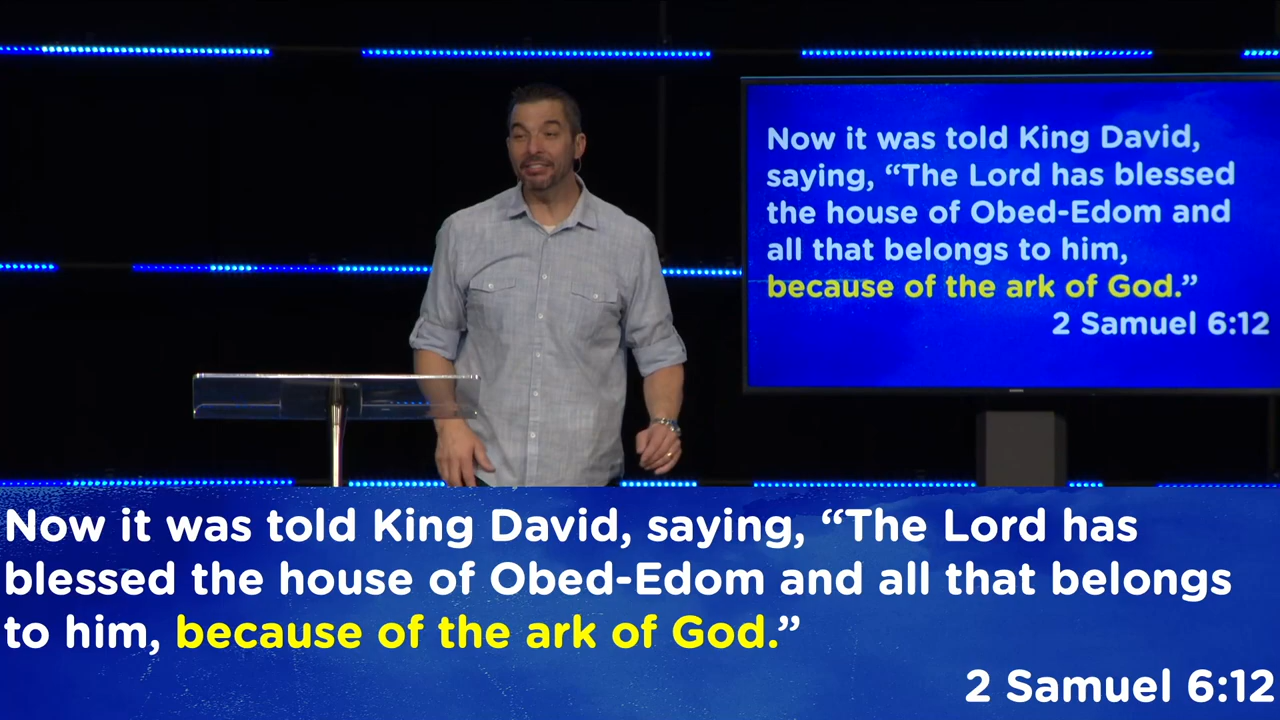 Now it was told King David,
saying, “The Lord has blessed
the house of Obed-Edom and
all that belongs to him,
because of the ark of God.”
2 Samuel 6:12
Now it was told King David, saying, “The Lord has
blessed the house of Obed-Edom and all that belongs
to him, because of the ark of God.”
2 Samuel 6:12